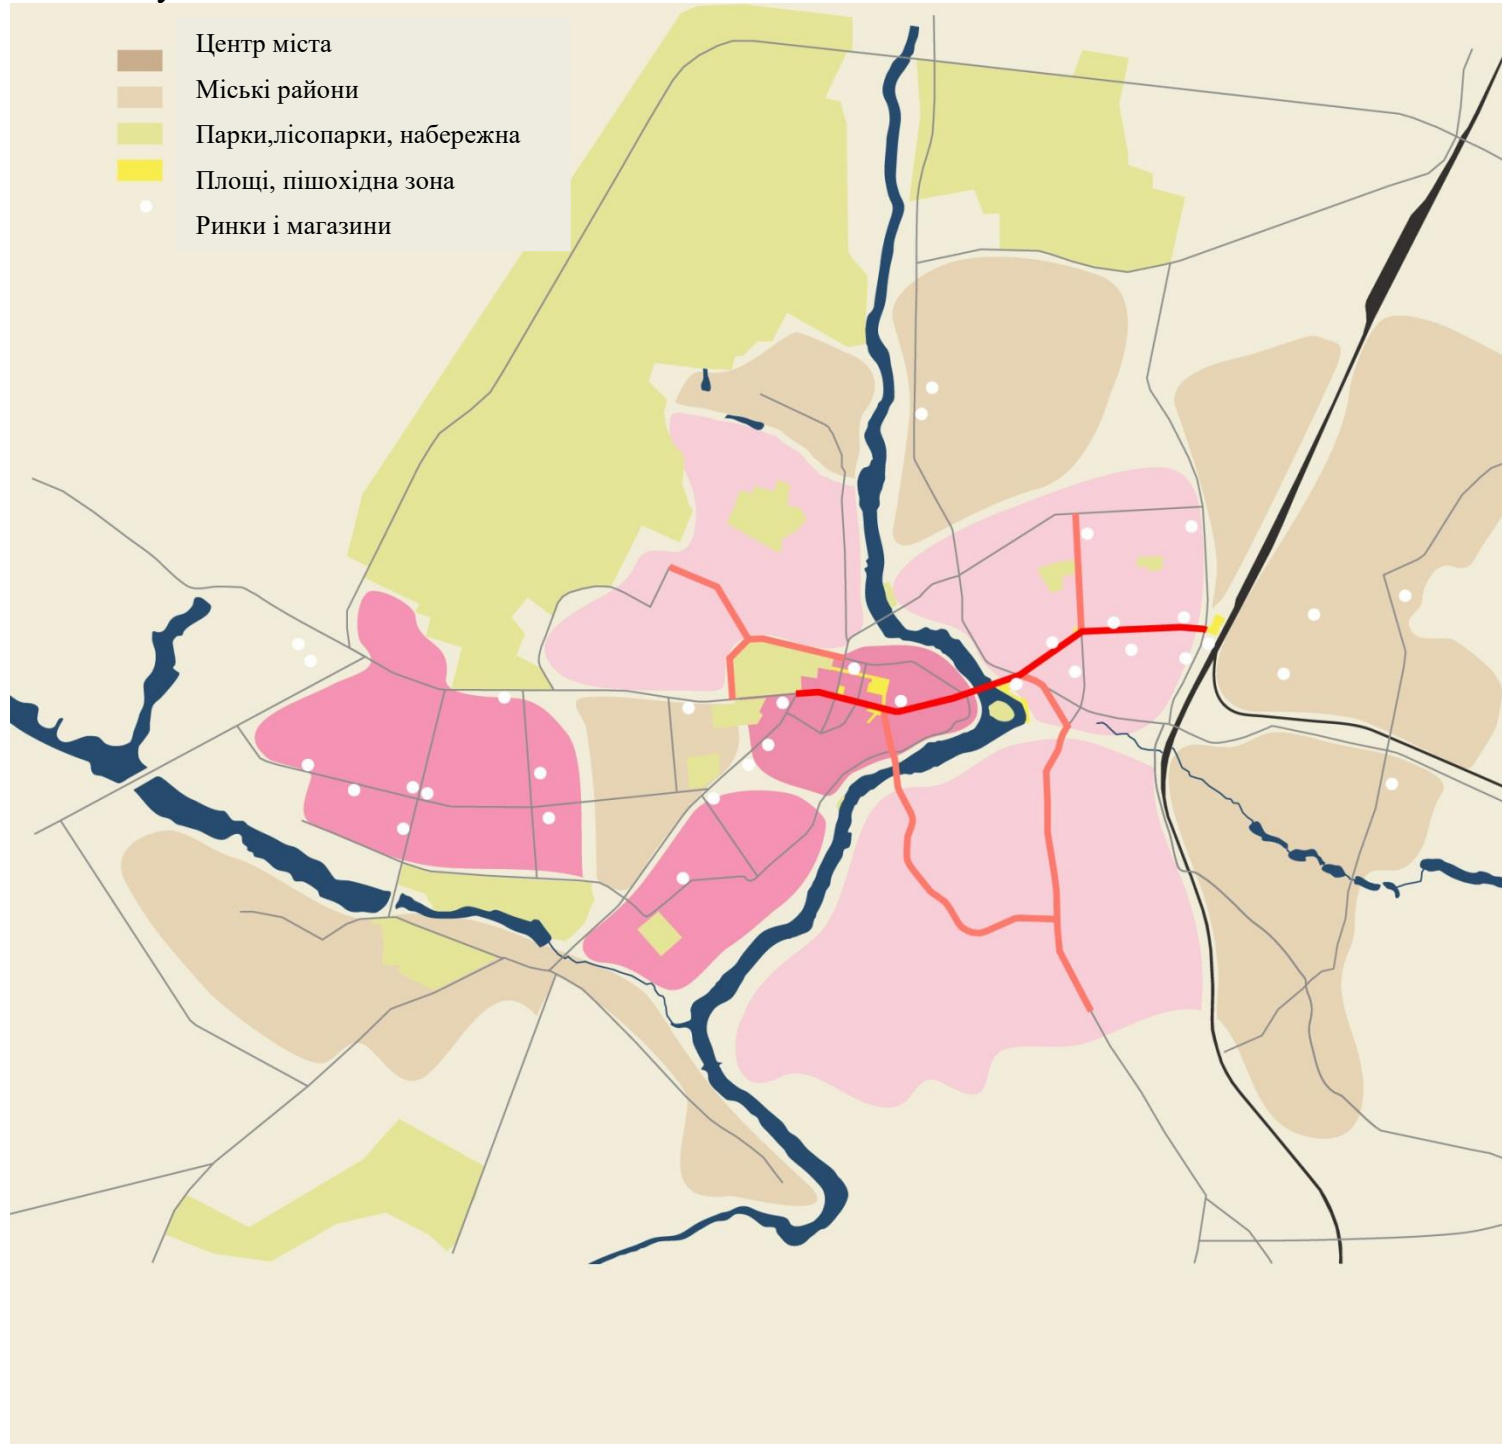 Центр міста
Міські райони
Парки,лісопарки, набережна
Площі, пішохідна зона
Ринки і магазини